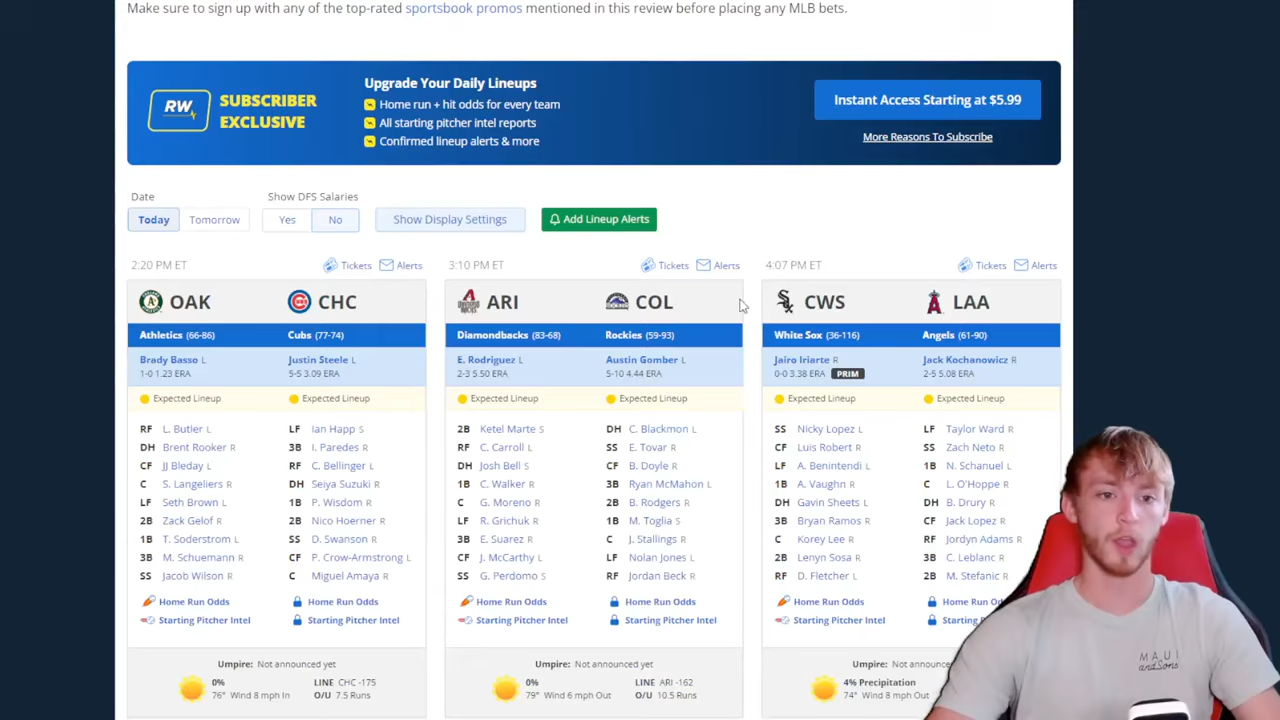 Make sure to sign up with any of the top-rated sportsbook promos mentioned in this review before placing any MLB bets.
RW
SUBSCRIBER
EXCLUSIVE
Upgrade Your Daily Lineups
Home run + hit odds for every team
All starting pitcher intel reports
Confirmed lineup alerts & more
Instant Access Starting at $5.99
More Reasons To Subscribe
Date
Show DFS Salaries
Today Tomorrow Yes No Show Display Settings Add Lineup Alerts
2:20 PM ET Tickets Alerts
OAK CHC
Athletics (66-86) Cubs (77-74)
Brady Basso L Justin Steele L
1-0 1.23 ERA 5-5 3.09 ERA
Expected Lineup Expected Lineup
RF L. Butler L LF Ian Happ S
DH Brent Rooker R 3B I. Paredes R
CF JJ Bleday L RF C. Bellinger L
C S. Langeliers R DH Seiya Suzuki R
LF Seth Brown L 1B P. Wisdom R
2B Zack Gelof R 2B Nico Hoerner R
1B T. Soderstrom L SS D. Swanson R
3B M. Schuemann R CF P. Crow-Armstrong L
SS Jacob Wilson R C Miguel Amaya R
Home Run Odds Home Run Odds
Starting Pitcher Intel Starting Pitcher Intel
Umpire: Not announced yet
0% LINE CHC -175
76° Wind 8 mph In O/U 7.5 Runs
3:10 PM ET Tickets Alerts
ARI COL
Diamondbacks (83-68) Rockies (59-93)
E. Rodriguez L Austin Gomber L
2-3 5.50 ERA 5-10 4.44 ERA
Expected Lineup Expected Lineup
2B Ketel Marte S DH C. Blackmon L
RF C. Carroll L SS E. Tovar R
DH Josh Bell S CF B. Doyle R
1B C. Walker R 3B Ryan McMahon L
C G. Moreno R 2B B. Rodgers R
LF R. Grichuk R 1B M. Toglia S
3B E. Suarez R C J. Stallings R
CF J. McCarthy L LF Nolan Jones L
SS G. Perdomo S RF Jordan Beck R
Home Run Odds Home Run Odds
Starting Pitcher Intel Starting Pitcher Intel
Umpire: Not announced yet
0% LINE ARI -162
79° Wind 6 mph Out O/U 10.5 Runs
4:07 PM ET Tickets Alerts
CWS LAA
White Sox (36-116) Angels (61-90)
Jairo Iriarte R Jack Kochanowicz R
0-0 3.38 ERA PRIM 2-5 5.08 ERA
Expected Lineup Expected Lineup
SS Nicky Lopez L LF Taylor Ward R
CF Luis Robert R SS Zach Neto R
LF A. Benintendi L 1B N. Schanuel L
1B A. Vaughn R C L. O'Hoppe R
DH Gavin Sheets L DH B. Drury R
3B Bryan Ramos R CF Jack Lopez R
C Korey Lee R RF Jordyn Adams R
2B Lenyn Sosa R 3B C. Leblanc R
RF D. Fletcher L 2B M. Stefanic R
Home Run Odds Home Run
Starting Pitcher Intel Starting
Umpire: Not
4% Precipitation
74° Wind 8 mph Out
MAUI
and Sons